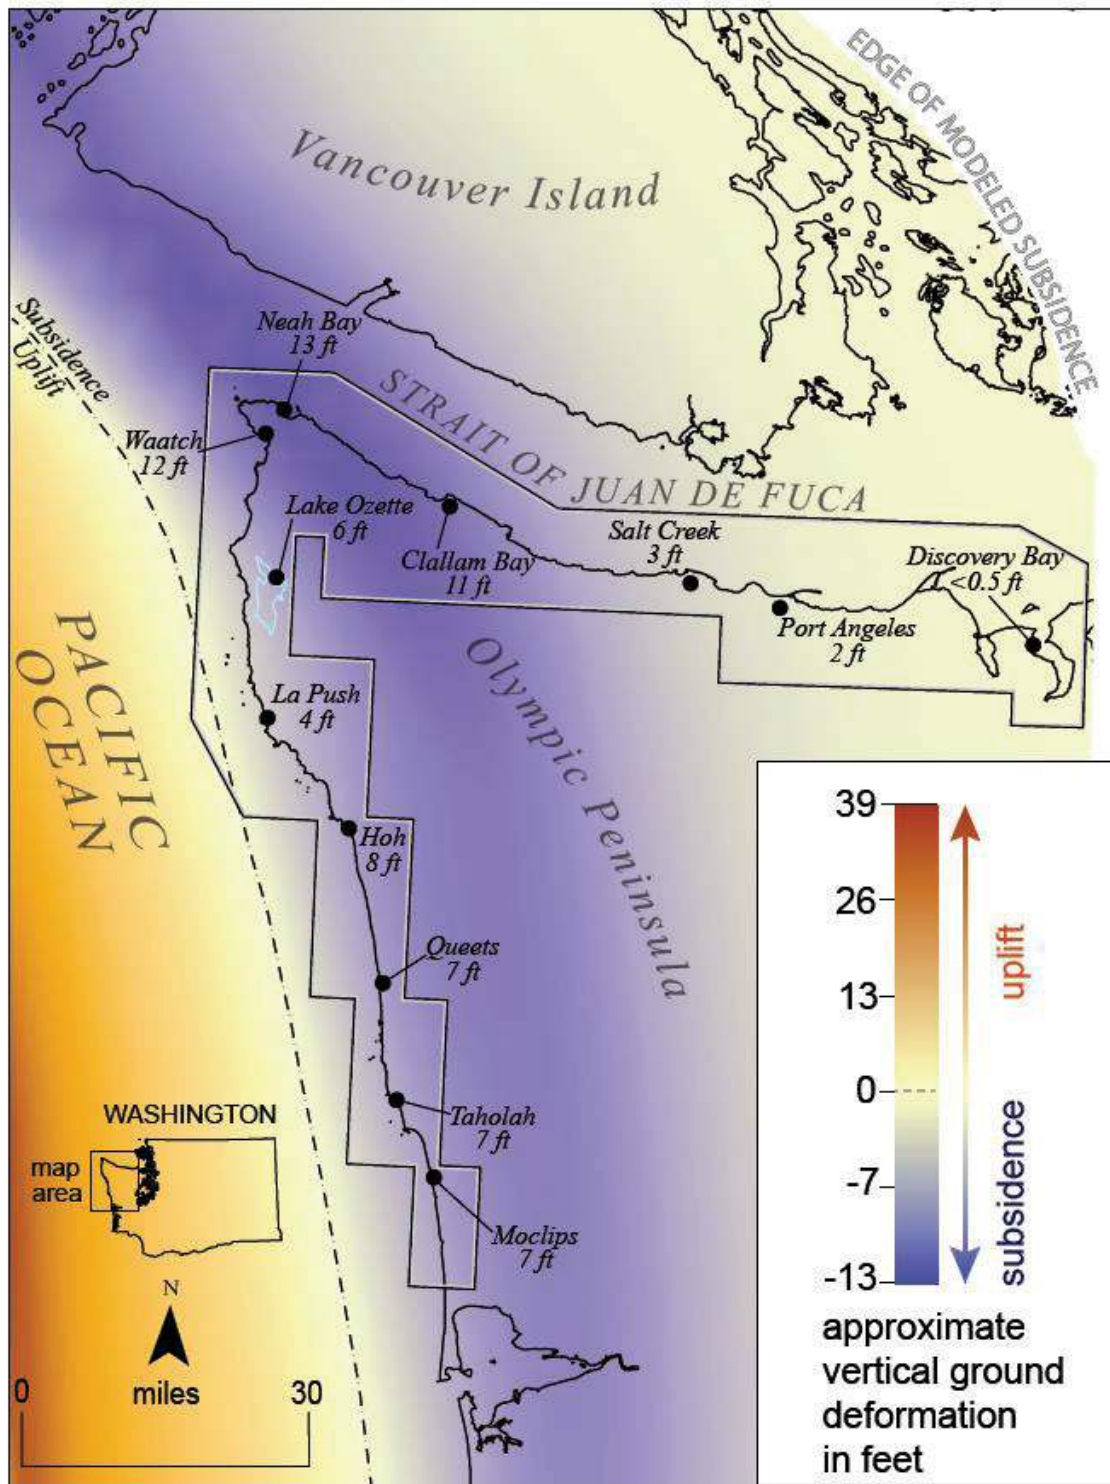 EDGE OF MODELED SUBSIDENCE
Vancouver Island
Subsidence
Uplift
Neah Bay
13 ft
STRAIT OF JUAN DE FUCA
Waatch
12 ft
Lake Ozette
6 ft
Clallam Bay
11 ft
Salt Creek
3 ft
Discovery Bay
<0.5 ft
Port Angeles
2 ft
PACIFIC
OCEAN
Olympic Peninsula
La Push
4 ft
Hoh
8 ft
Queets
7 ft
Taholah
7 ft
Moclips
7 ft
WASHINGTON
map
area
N
0 miles 30
39
26
13
0
-7
-13
uplift
subsidence
approximate
vertical ground
deformation
in feet